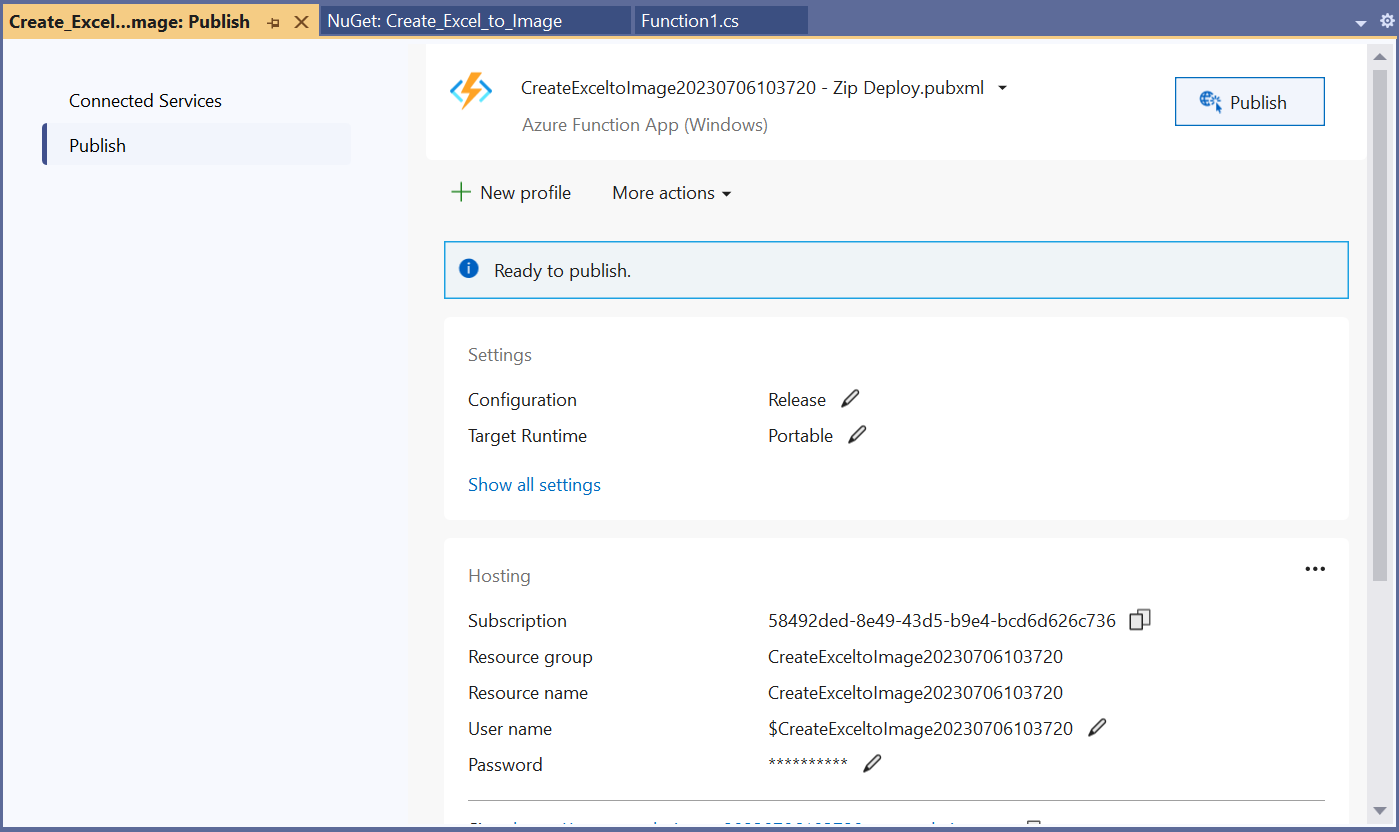 Create_Excel...mage: Publish
NuGet: Create_Excel_to_Image
Function1.cs
Connected Services
Publish
CreateExceltoImage20230706103720 - Zip Deploy.pubxml
Azure Function App (Windows)
Publish
New profile
More actions
Ready to publish.
Settings
Configuration Release
Target Runtime Portable
Show all settings
Hosting
Subscription 58492ded-8e49-43d5-b9e4-bcd6d626c736
Resource group CreateExceltoImage20230706103720
Resource name CreateExceltoImage20230706103720
User name $CreateExceltoImage20230706103720
Password **********